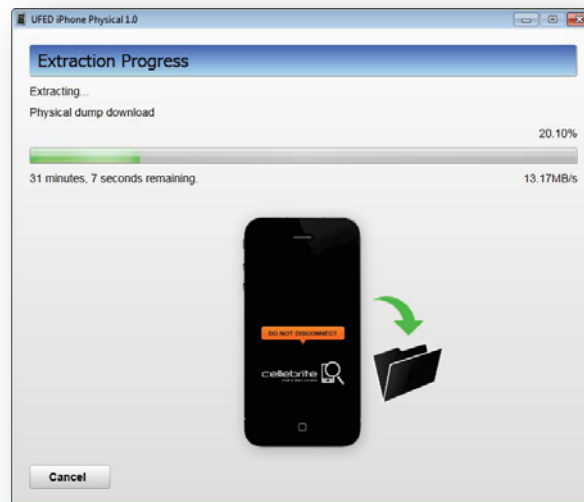 UFED iPhone Physical 1.0
Extraction Progress
Extracting...
Physical dump download
20.10%
31 minutes, 7 seconds remaining.
13.17MB/s
DO NOT DISCONNECT
cellebrite
Cancel